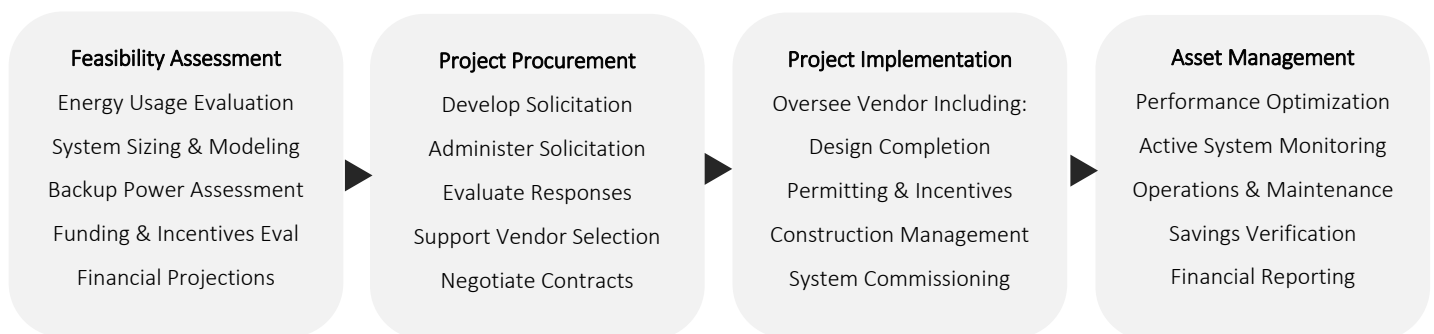 Feasibility Assessment
Energy Usage Evaluation
System Sizing & Modeling
Backup Power Assessment
Funding & Incentives Eval
Financial Projections
Project Procurement
Develop Solicitation
Administer Solicitation
Evaluate Responses
Support Vendor Selection
Negotiate Contracts
Project Implementation
Oversee Vendor Including:
Design Completion
Permitting & Incentives
Construction Management
System Commissioning
Asset Management
Performance Optimization
Active System Monitoring
Operations & Maintenance
Savings Verification
Financial Reporting